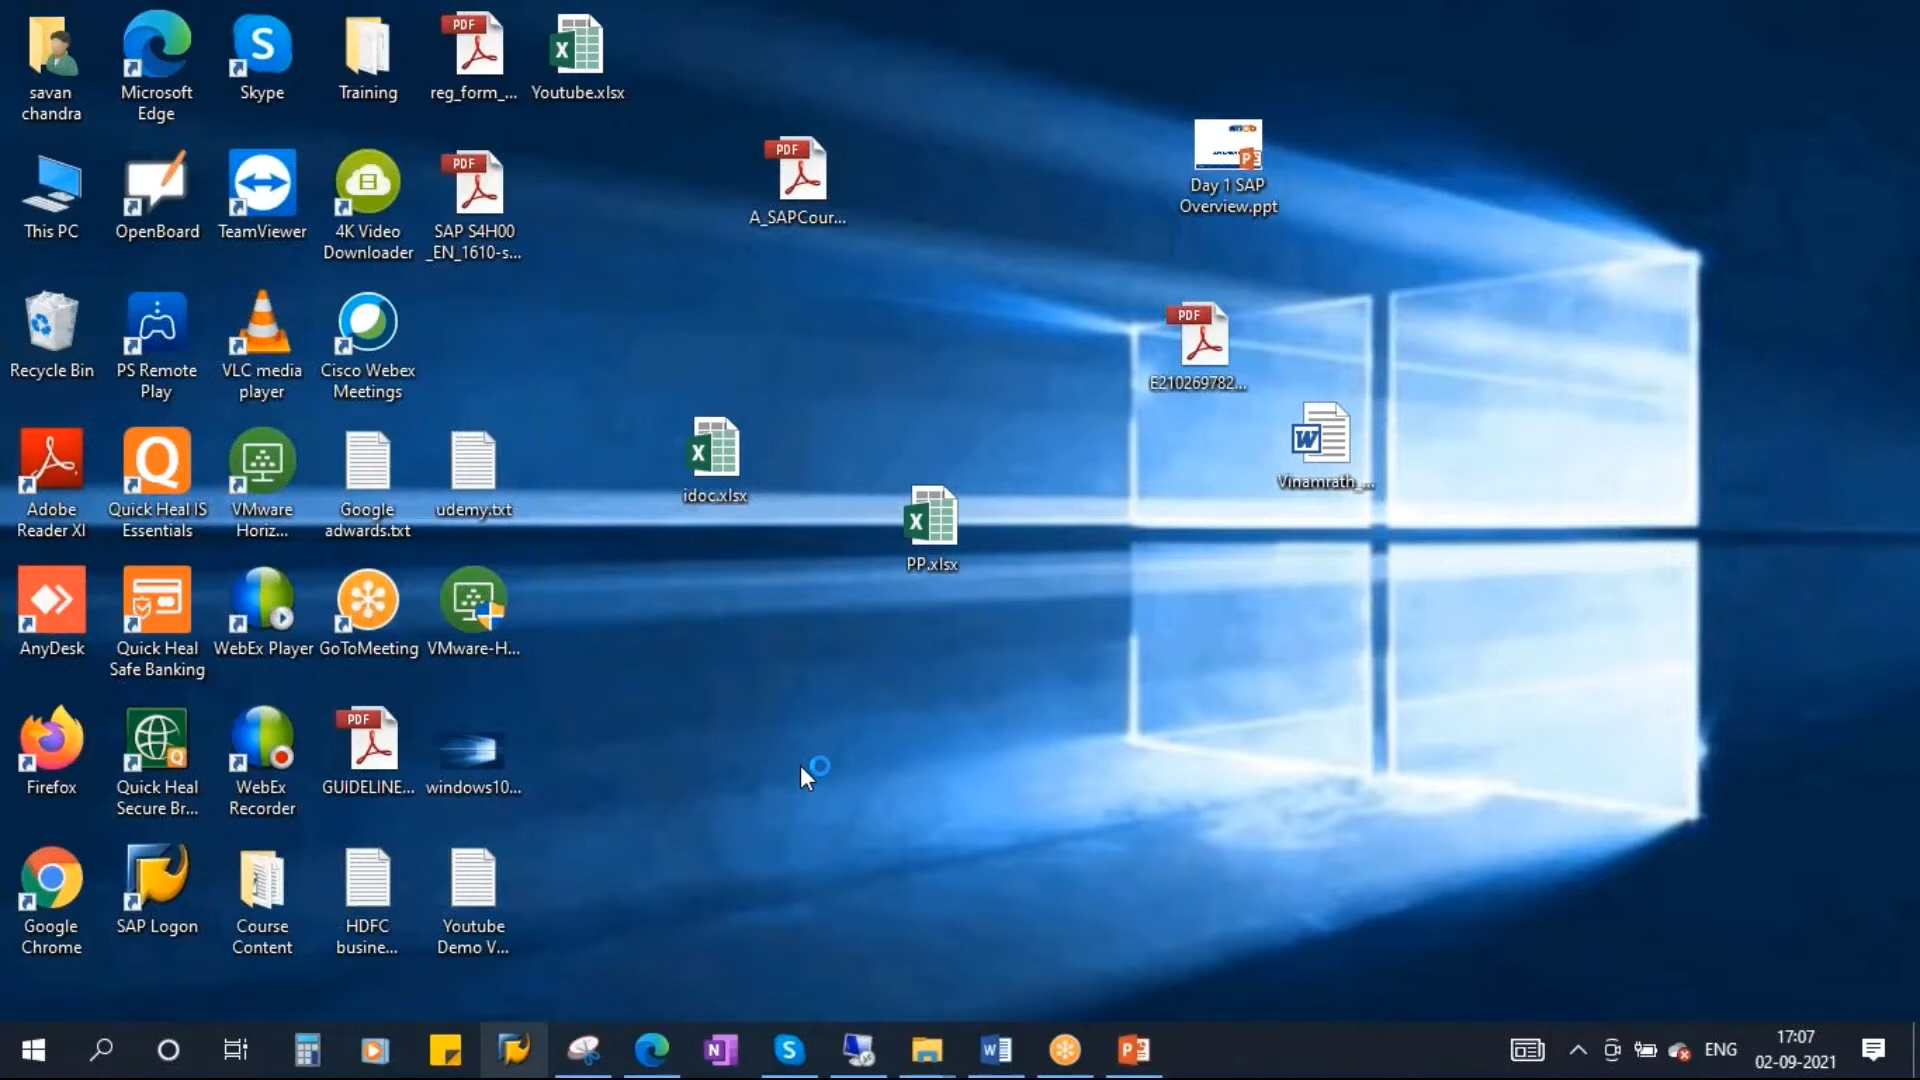 savan
chandra
Microsoft
Edge
Skype
Training
PDF
reg_form_...
Youtube.xlsx
This PC
OpenBoard
TeamViewer
4K Video
Downloader
PDF
SAP S4H00
_EN_1610-s...
PDF
A_SAPCour...
Day 1 SAP
Overview.ppt
Recycle Bin
PS Remote
Play
VLC media
player
Cisco Webex
Meetings
PDF
E210269782...
Adobe
Reader XI
Quick Heal IS
Essentials
VMware
Horiz...
Google
adwards.txt
udemy.txt
idoc.xlsx
PP.xlsx
Vinamrath_...
AnyDesk
Quick Heal
Safe Banking
WebEx Player
GoToMeeting
VMware-H...
Firefox
Quick Heal
Secure Br...
WebEx
Recorder
PDF
GUIDELINE...
windows10...
Google
Chrome
SAP Logon
Course
Content
HDFC
busine...
Youtube
Demo V...
ENG
17:07
02-09-2021